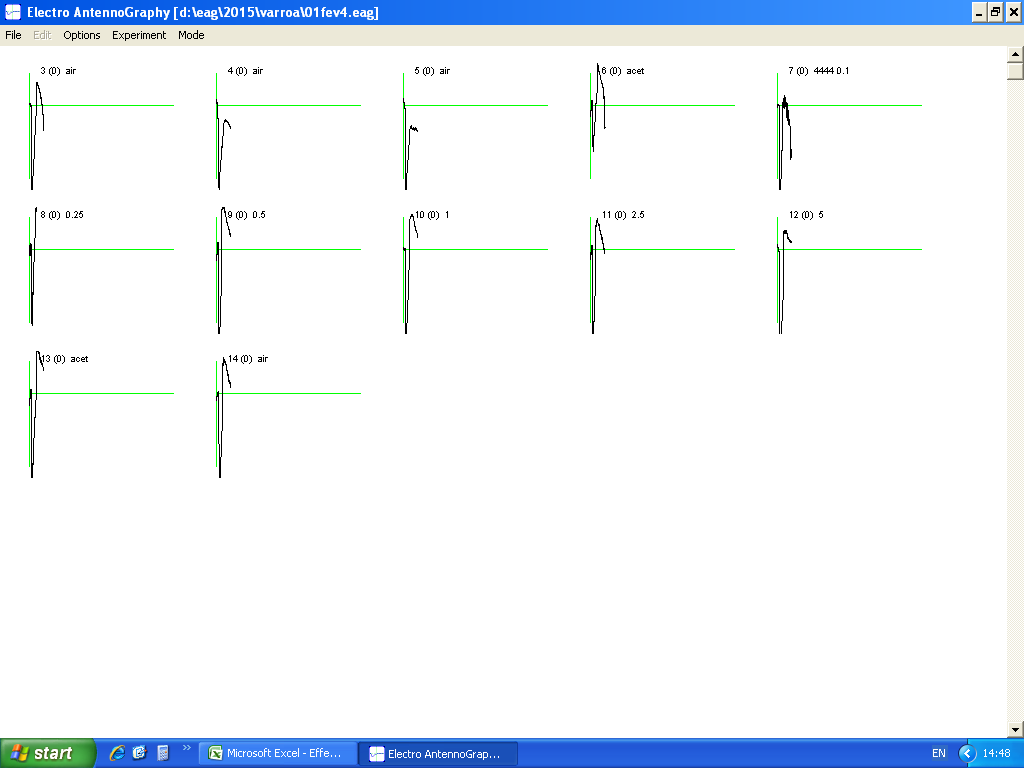 Electro AntennoGraphy [d:\eag\2015\varroa\01fev4.eag]
File Edit Options Experiment Mode
3 (0) air
4 (0) air
5 (0) air
6 (0) acet
7 (0) 4444 0.1
8 (0) 0.25
9 (0) 0.5
10 (0) 1
11 (0) 2.5
12 (0) 5
13 (0) acet
14 (0) air
start
Microsoft Excel - Effe...
Electro AntennoGrap...
EN
14:48